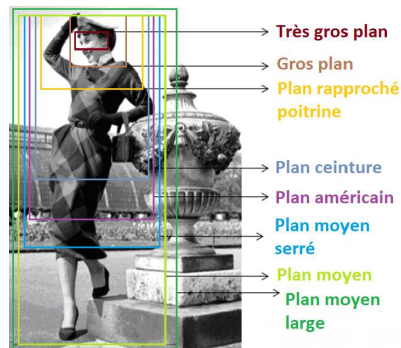 Très gros plan
Gros plan
Plan rapproché
poitrine
Plan ceinture
Plan américain
Plan moyen
serré
Plan moyen
Plan moyen
large